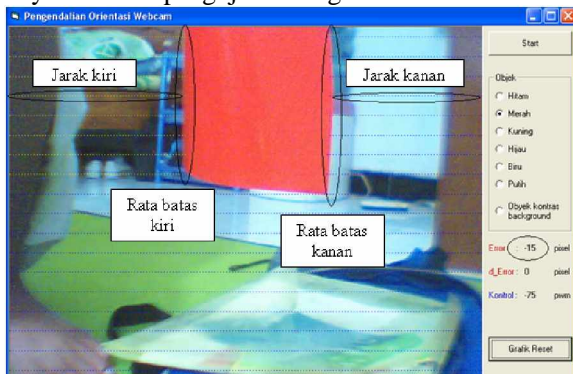 Pengendalian Orientasi Webcam
Start
Jarak kiri
Jarak kanan
Objek
Hitam
Merah
Kuning
Hijau
Biru
Putih
Obyek kontras
background
Rata batas
kiri
Rata batas
kanan
Error : -15 pixel
d_Error : 0 pixel
Kontrol : -75 pwm
Grafik Reset